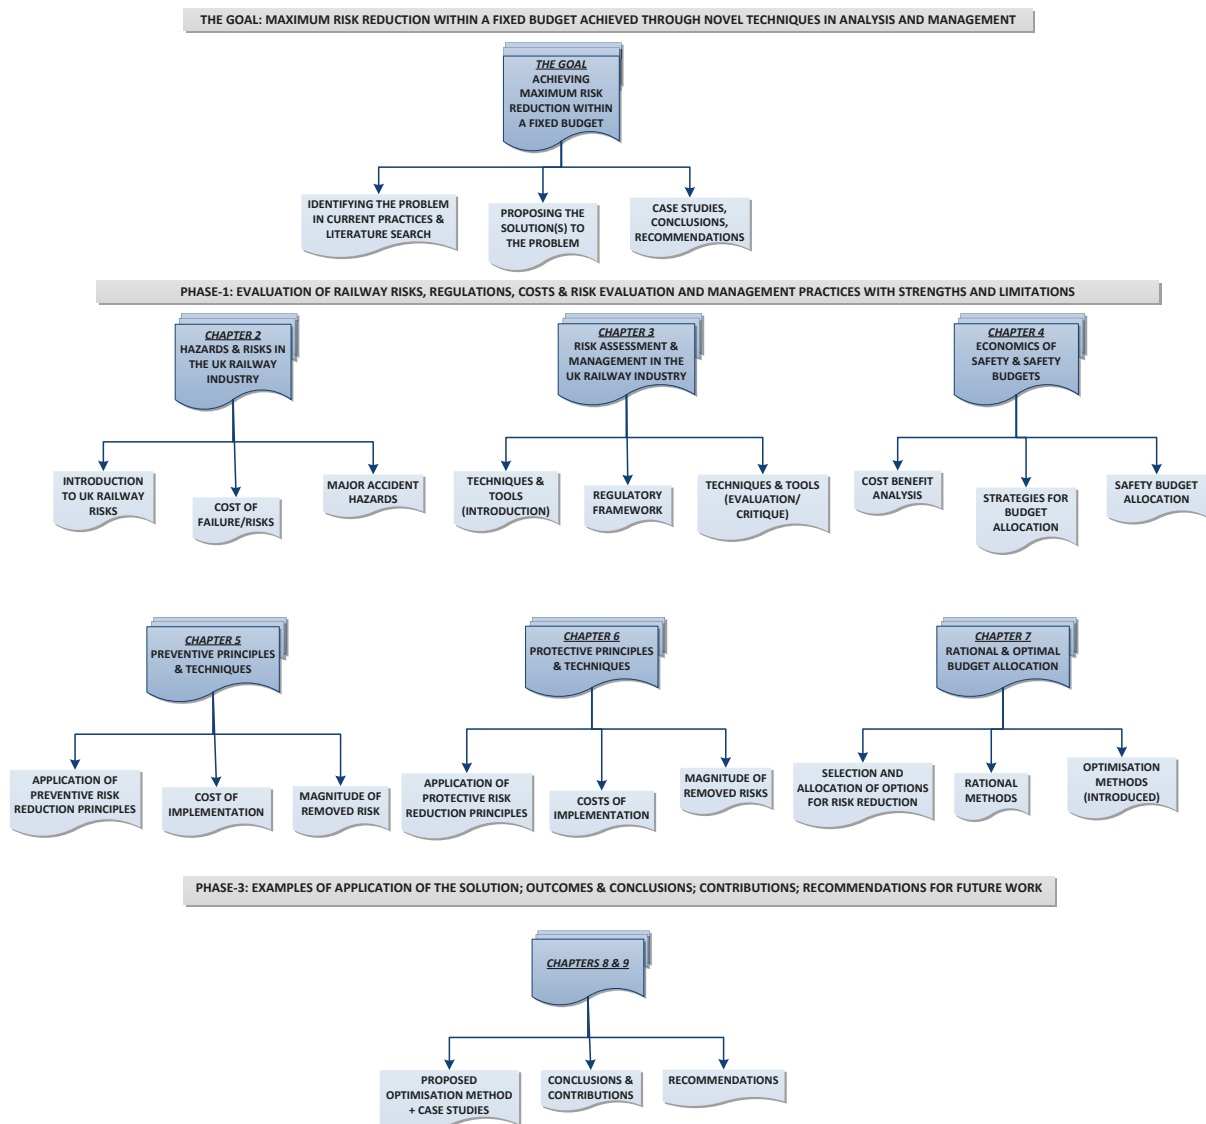 THE GOAL: MAXIMUM RISK REDUCTION WITHIN A FIXED BUDGET ACHIEVED THROUGH NOVEL TECHNIQUES IN ANALYSIS AND MANAGEMENT
THE GOAL
ACHIEVING
MAXIMUM RISK
REDUCTION WITHIN
A FIXED BUDGET
IDENTIFYING THE PROBLEM
IN CURRENT PRACTICES &
LITERATURE SEARCH
PROPOSING THE
SOLUTION(S) TO
THE PROBLEM
CASE STUDIES,
CONCLUSIONS,
RECOMMENDATIONS
PHASE-1: EVALUATION OF RAILWAY RISKS, REGULATIONS, COSTS & RISK EVALUATION AND MANAGEMENT PRACTICES WITH STRENGTHS AND LIMITATIONS
CHAPTER 2
HAZARDS & RISKS IN
THE UK RAILWAY
INDUSTRY
CHAPTER 3
RISK ASSESSMENT &
MANAGEMENT IN THE
UK RAILWAY INDUSTRY
CHAPTER 4
ECONOMICS OF
SAFETY & SAFETY
BUDGETS
INTRODUCTION
TO UK RAILWAY
RISKS
COST OF
FAILURE/RISKS
MAJOR ACCIDENT
HAZARDS
TECHNIQUES &
TOOLS
(INTRODUCTION)
REGULATORY
FRAMEWORK
TECHNIQUES & TOOLS
(EVALUATION/
CRITIQUE)
COST BENEFIT
ANALYSIS
STRATEGIES FOR
BUDGET
ALLOCATION
SAFETY BUDGET
ALLOCATION
CHAPTER 5
PREVENTIVE PRINCIPLES
& TECHNIQUES
CHAPTER 6
PROTECTIVE PRINCIPLES
& TECHNIQUES
CHAPTER 7
RATIONAL & OPTIMAL
BUDGET ALLOCATION
APPLICATION OF
PREVENTIVE RISK
REDUCTION PRINCIPLES
COST OF
IMPLEMENTATION
MAGNITUDE OF
REMOVED RISK
APPLICATION OF
PROTECTIVE RISK
REDUCTION PRINCIPLES
COSTS OF
IMPLEMENTATION
MAGNITUDE OF
REMOVED RISKS
SELECTION AND
ALLOCATION OF OPTIONS
FOR RISK REDUCTION
RATIONAL
METHODS
OPTIMISATION
METHODS
(INTRODUCED)
PHASE-3: EXAMPLES OF APPLICATION OF THE SOLUTION; OUTCOMES & CONCLUSIONS; CONTRIBUTIONS; RECOMMENDATIONS FOR FUTURE WORK
CHAPTERS 8 & 9
PROPOSED
OPTIMISATION METHOD
+ CASE STUDIES
CONCLUSIONS &
CONTRIBUTIONS
RECOMMENDATIONS